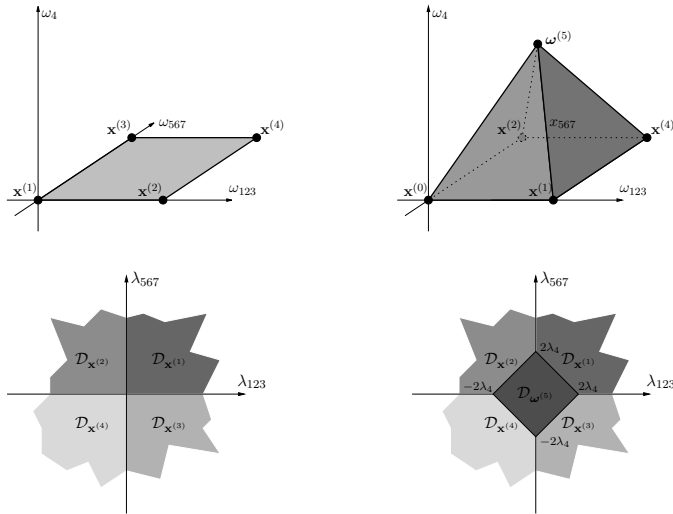 ω₄
x⁽³⁾
ω₅₆₇
x⁽⁴⁾
x⁽¹⁾
x⁽²⁾
ω₁₂₃
ω₄
ω⁽⁵⁾
x⁽²⁾
x₅₆₇
x⁽⁴⁾
x⁽⁰⁾
x⁽¹⁾
ω₁₂₃
λ₅₆₇
𝒟ₓ₍₂₎
𝒟ₓ₍₁₎
λ₁₂₃
𝒟ₓ₍₄₎
𝒟ₓ₍₃₎
λ₅₆₇
2λ₄
𝒟ₓ₍₂₎
𝒟ₓ₍₁₎
−2λ₄
2λ₄
λ₁₂₃
𝒟_ω⁽⁵⁾
𝒟ₓ₍₄₎
𝒟ₓ₍₃₎
−2λ₄